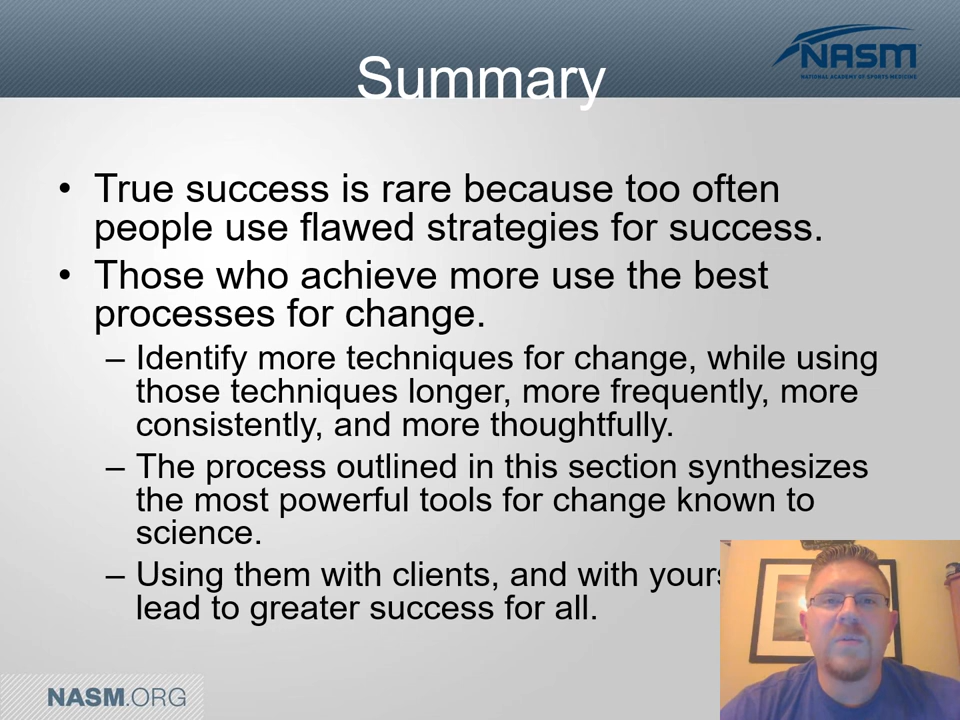 NASM
NATIONAL ACADEMY OF SPORTS MEDICINE
Summary
• True success is rare because too often
people use flawed strategies for success.
• Those who achieve more use the best
processes for change.
– Identify more techniques for change, while using
those techniques longer, more frequently, more
consistently, and more thoughtfully.
– The process outlined in this section synthesizes
the most powerful tools for change known to
science.
– Using them with clients, and with
lead to greater success for all.
NASM.ORG